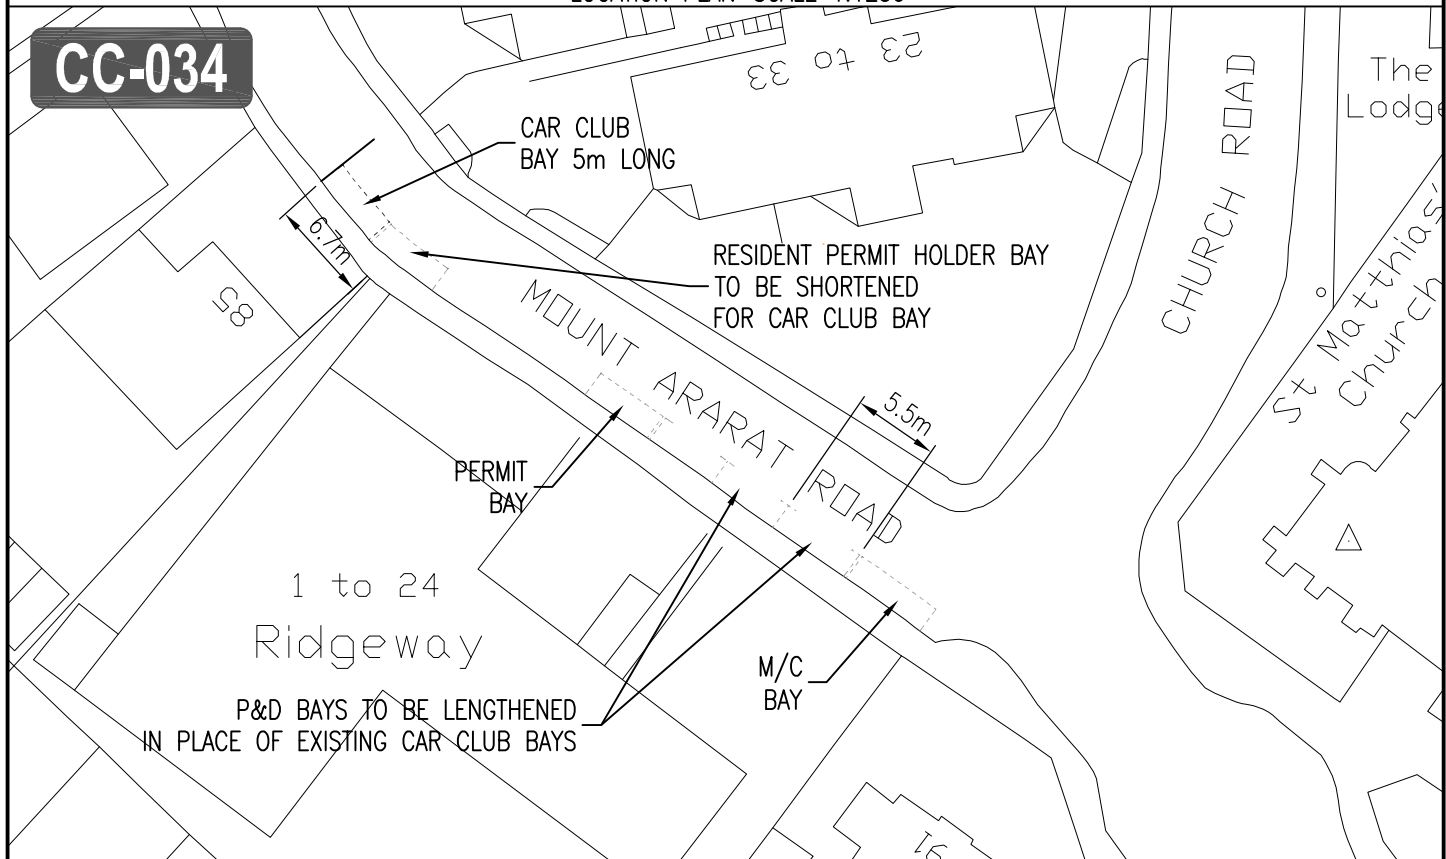 CC-034
23 to 33
The
Lodge
CHURCH ROAD
CAR CLUB
BAY 5m LONG
6.7m
85
RESIDENT PERMIT HOLDER BAY
TO BE SHORTENED
FOR CAR CLUB BAY
MOUNT ARARAT ROAD
St Matthias'
Church
5.5m
PERMIT
BAY
1 to 24
Ridgeway
M/C
BAY
P&D BAYS TO BE LENGTHENED
IN PLACE OF EXISTING CAR CLUB BAYS
91